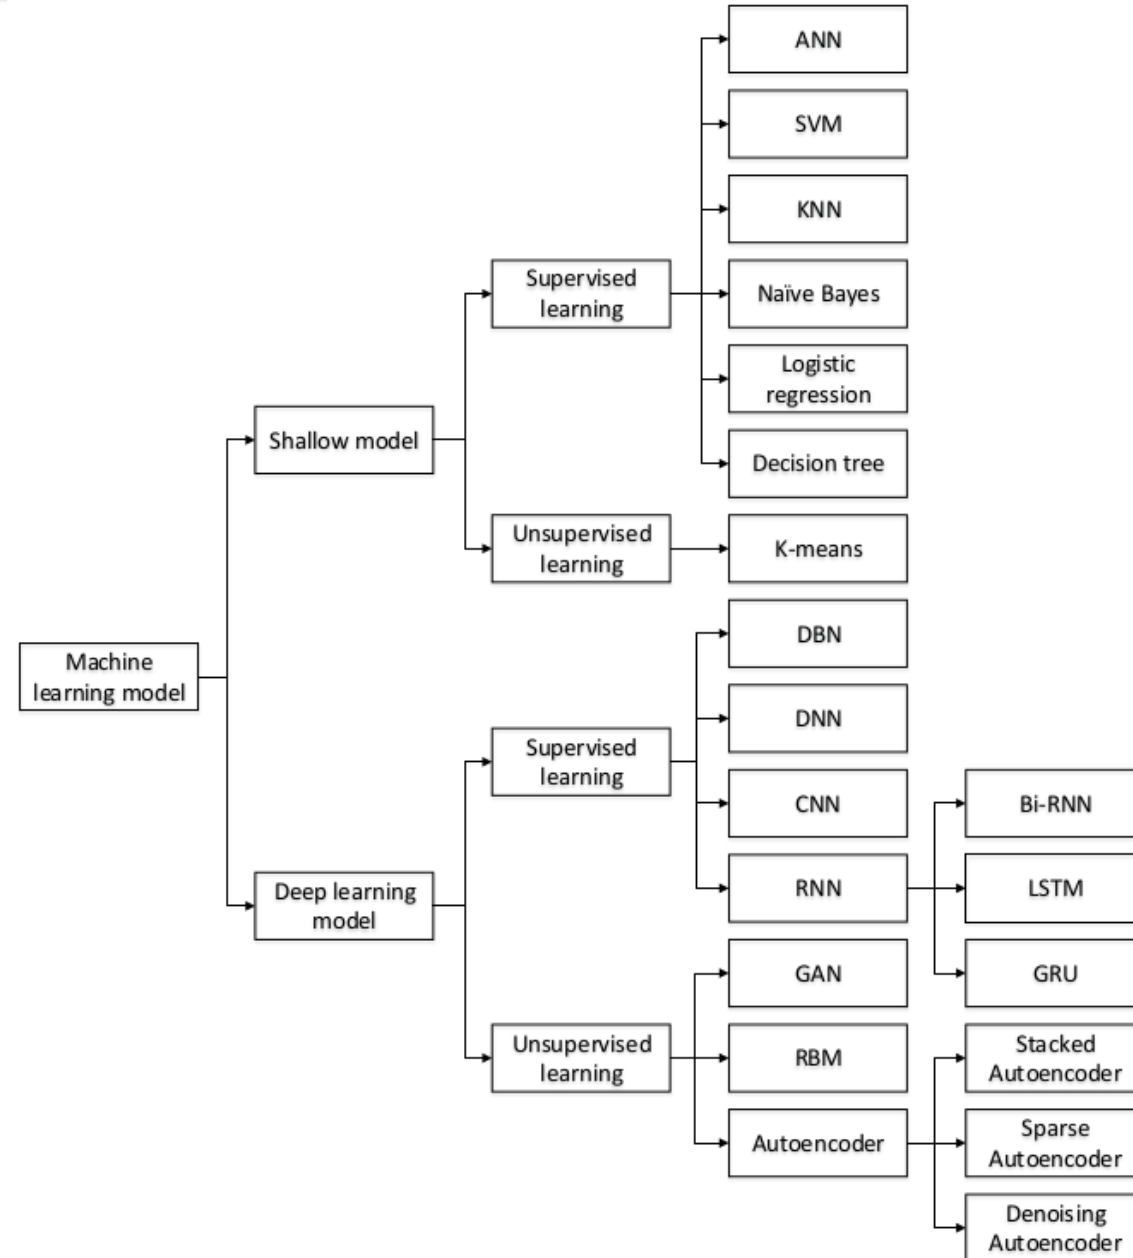 ANN
SVM
KNN
Supervised
learning
Naïve Bayes
Logistic
regression
Shallow model
Decision tree
Unsupervised
learning
K-means
DBN
Machine
learning model
DNN
Supervised
learning
CNN
Bi-RNN
Deep learning
model
RNN
LSTM
GAN
GRU
Unsupervised
learning
RBM
Stacked
Autoencoder
Autoencoder
Sparse
Autoencoder
Denoising
Autoencoder